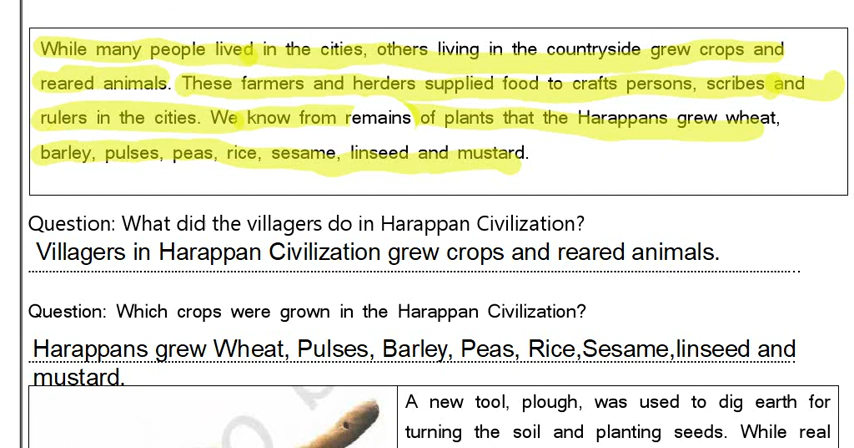 While many people lived in the cities, others living in the countryside grew crops and
reared animals. These farmers and herders supplied food to crafts persons, scribes and
rulers in the cities. We know from remains of plants that the Harappans grew wheat,
barley, pulses, peas, rice, sesame, linseed and mustard.
Question: What did the villagers do in Harappan Civilization?
Villagers in Harappan Civilization grew crops and reared animals.
Question: Which crops were grown in the Harappan Civilization?
Harappans grew Wheat, Pulses, Barley, Peas, Rice,Sesame,linseed and
mustard.
A new tool, plough, was used to dig earth for
turning the soil and planting seeds. While real